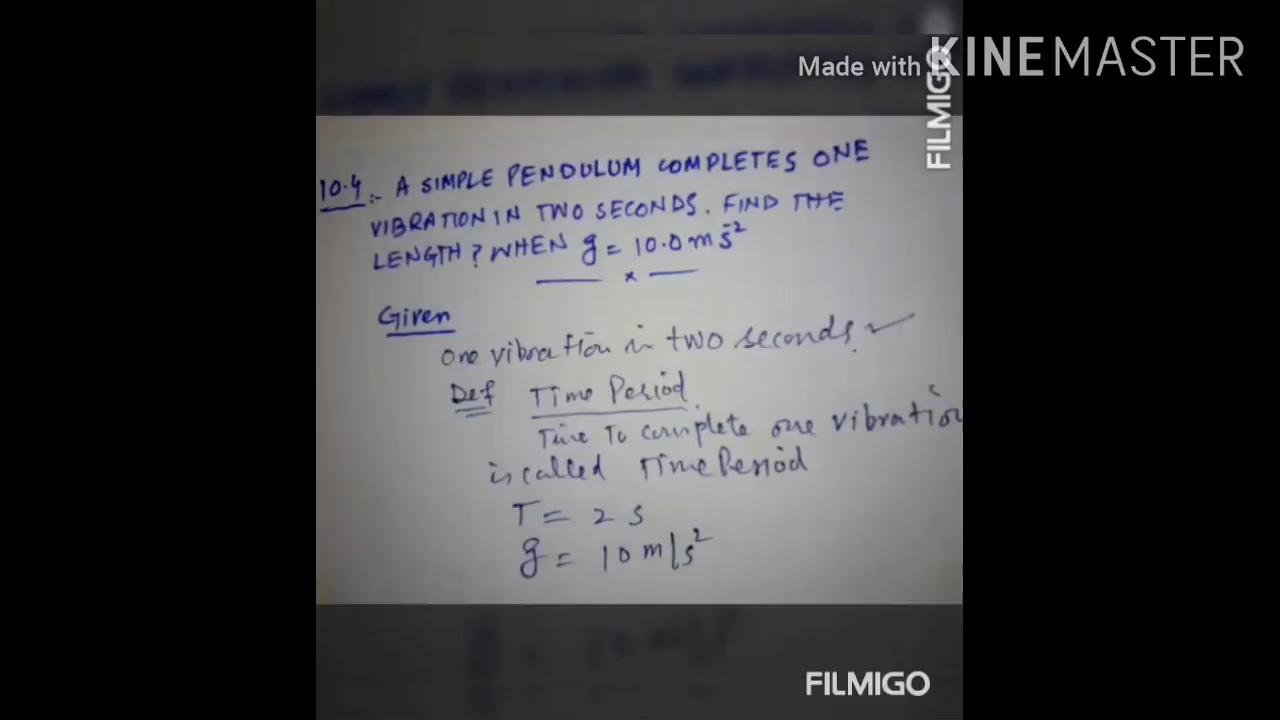 Made with KINEMASTER
FILMIGO
10.4:- A SIMPLE PENDULUM COMPLETES ONE
VIBRATION IN TWO SECONDS. FIND THE
LENGTH? WHEN g = 10.0 m s⁻²
x
Given
One vibration in two seconds. ✓
Def Time Period
Time To complete one vibration
is called Time Period
T = 2 s
g = 10 m/s²
FILMIGO